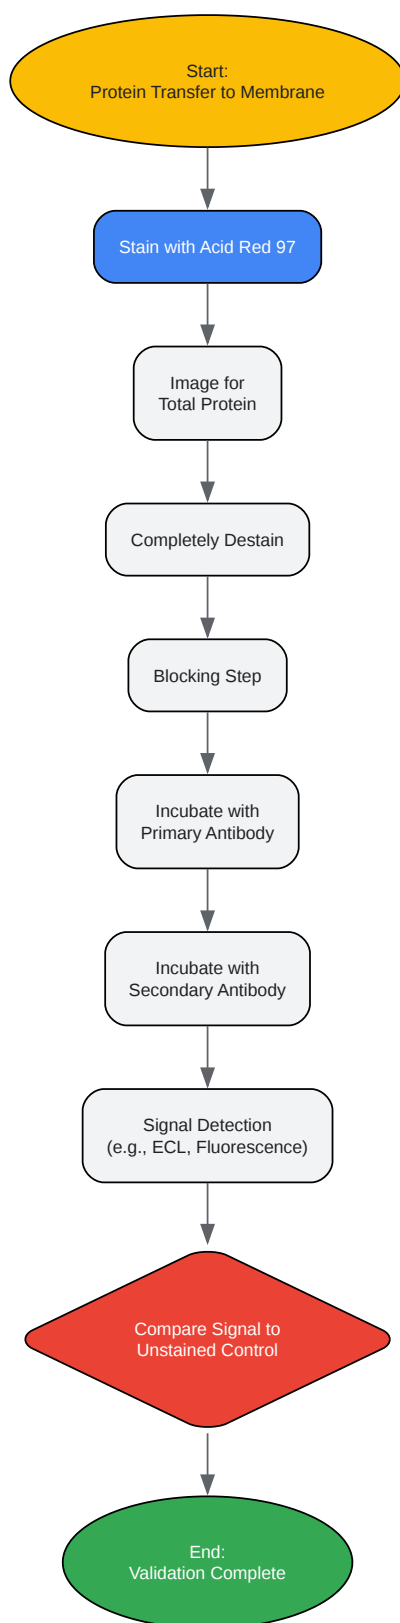 Start:
Protein Transfer to Membrane
Stain with Acid Red 97
Image for
Total Protein
Completely Destain
Blocking Step
Incubate with
Primary Antibody
Incubate with
Secondary Antibody
Signal Detection
(e.g., ECL, Fluorescence)
Compare Signal to
Unstained Control
End:
Validation Complete